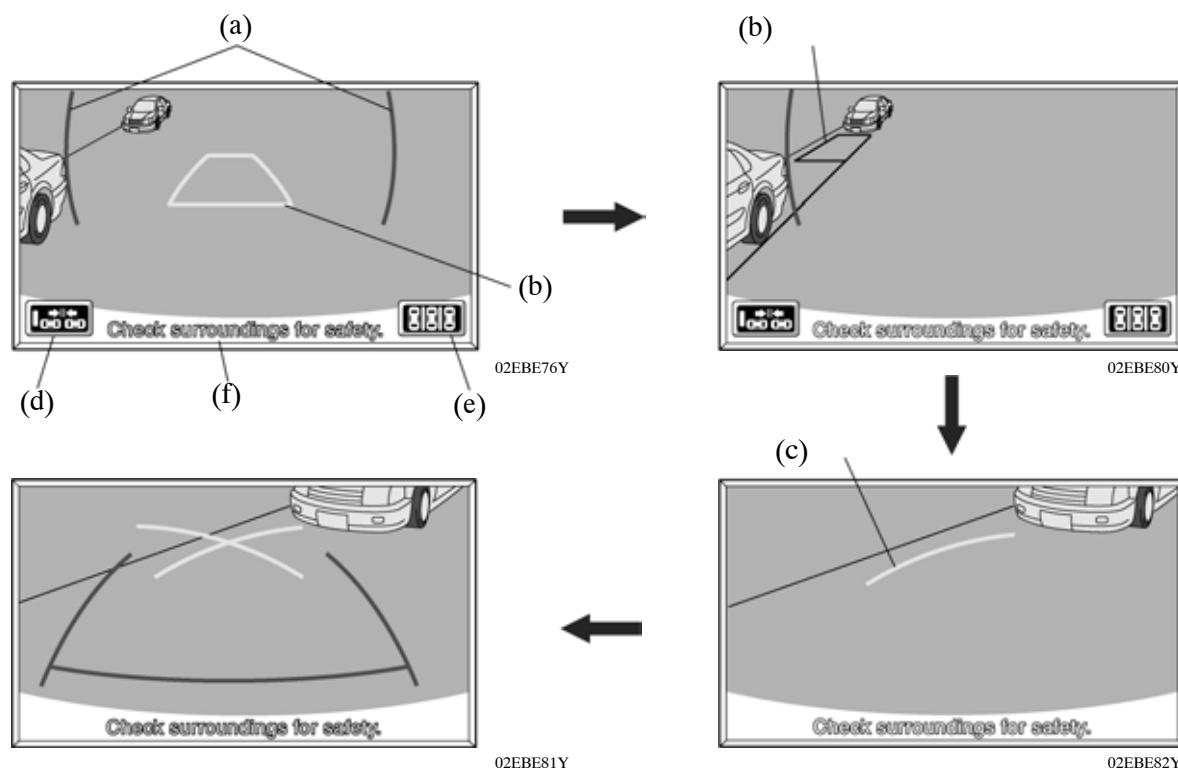 (a)
(b)
(b)
Check surroundings for safety.
Check surroundings for safety.
02EBE76Y
02EBE80Y
(d)
(f)
(e)
(c)
Check surroundings for safety.
Check surroundings for safety.
02EBE81Y
02EBE82Y